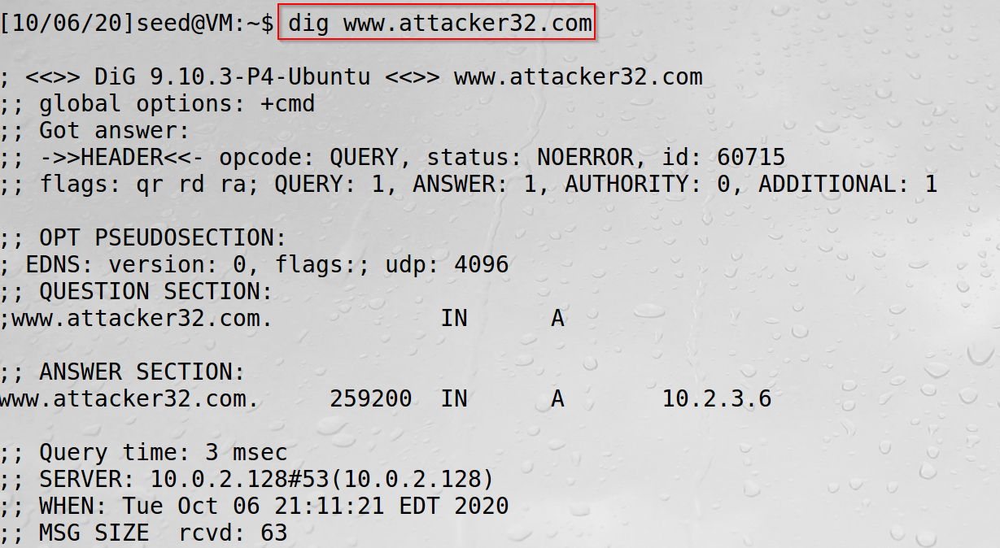 [10/06/20]seed@VM:~$ dig www.attacker32.com
; <<>> DiG 9.10.3-P4-Ubuntu <<>> www.attacker32.com
;; global options: +cmd
;; Got answer:
;; ->>HEADER<<- opcode: QUERY, status: NOERROR, id: 60715
;; flags: qr rd ra; QUERY: 1, ANSWER: 1, AUTHORITY: 0, ADDITIONAL: 1
;; OPT PSEUDOSECTION:
; EDNS: version: 0, flags:; udp: 4096
;; QUESTION SECTION:
;www.attacker32.com. IN A
;; ANSWER SECTION:
www.attacker32.com. 259200 IN A 10.2.3.6
;; Query time: 3 msec
;; SERVER: 10.0.2.128#53(10.0.2.128)
;; WHEN: Tue Oct 06 21:11:21 EDT 2020
;; MSG SIZE rcvd: 63